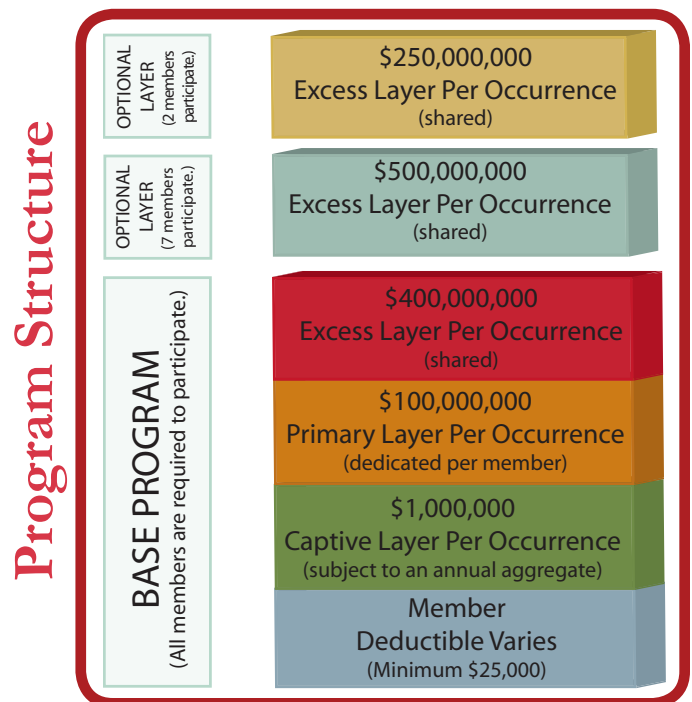 Program Structure
OPTIONAL
LAYER
(2 members
participate.)
$250,000,000
Excess Layer Per Occurrence
(shared)
OPTIONAL
LAYER
(7 members
participate.)
$500,000,000
Excess Layer Per Occurrence
(shared)
BASE PROGRAM
(All members are required to participate.)
$400,000,000
Excess Layer Per Occurrence
(shared)
$100,000,000
Primary Layer Per Occurrence
(dedicated per member)
$1,000,000
Captive Layer Per Occurrence
(subject to an annual aggregate)
Member
Deductible Varies
(Minimum $25,000)